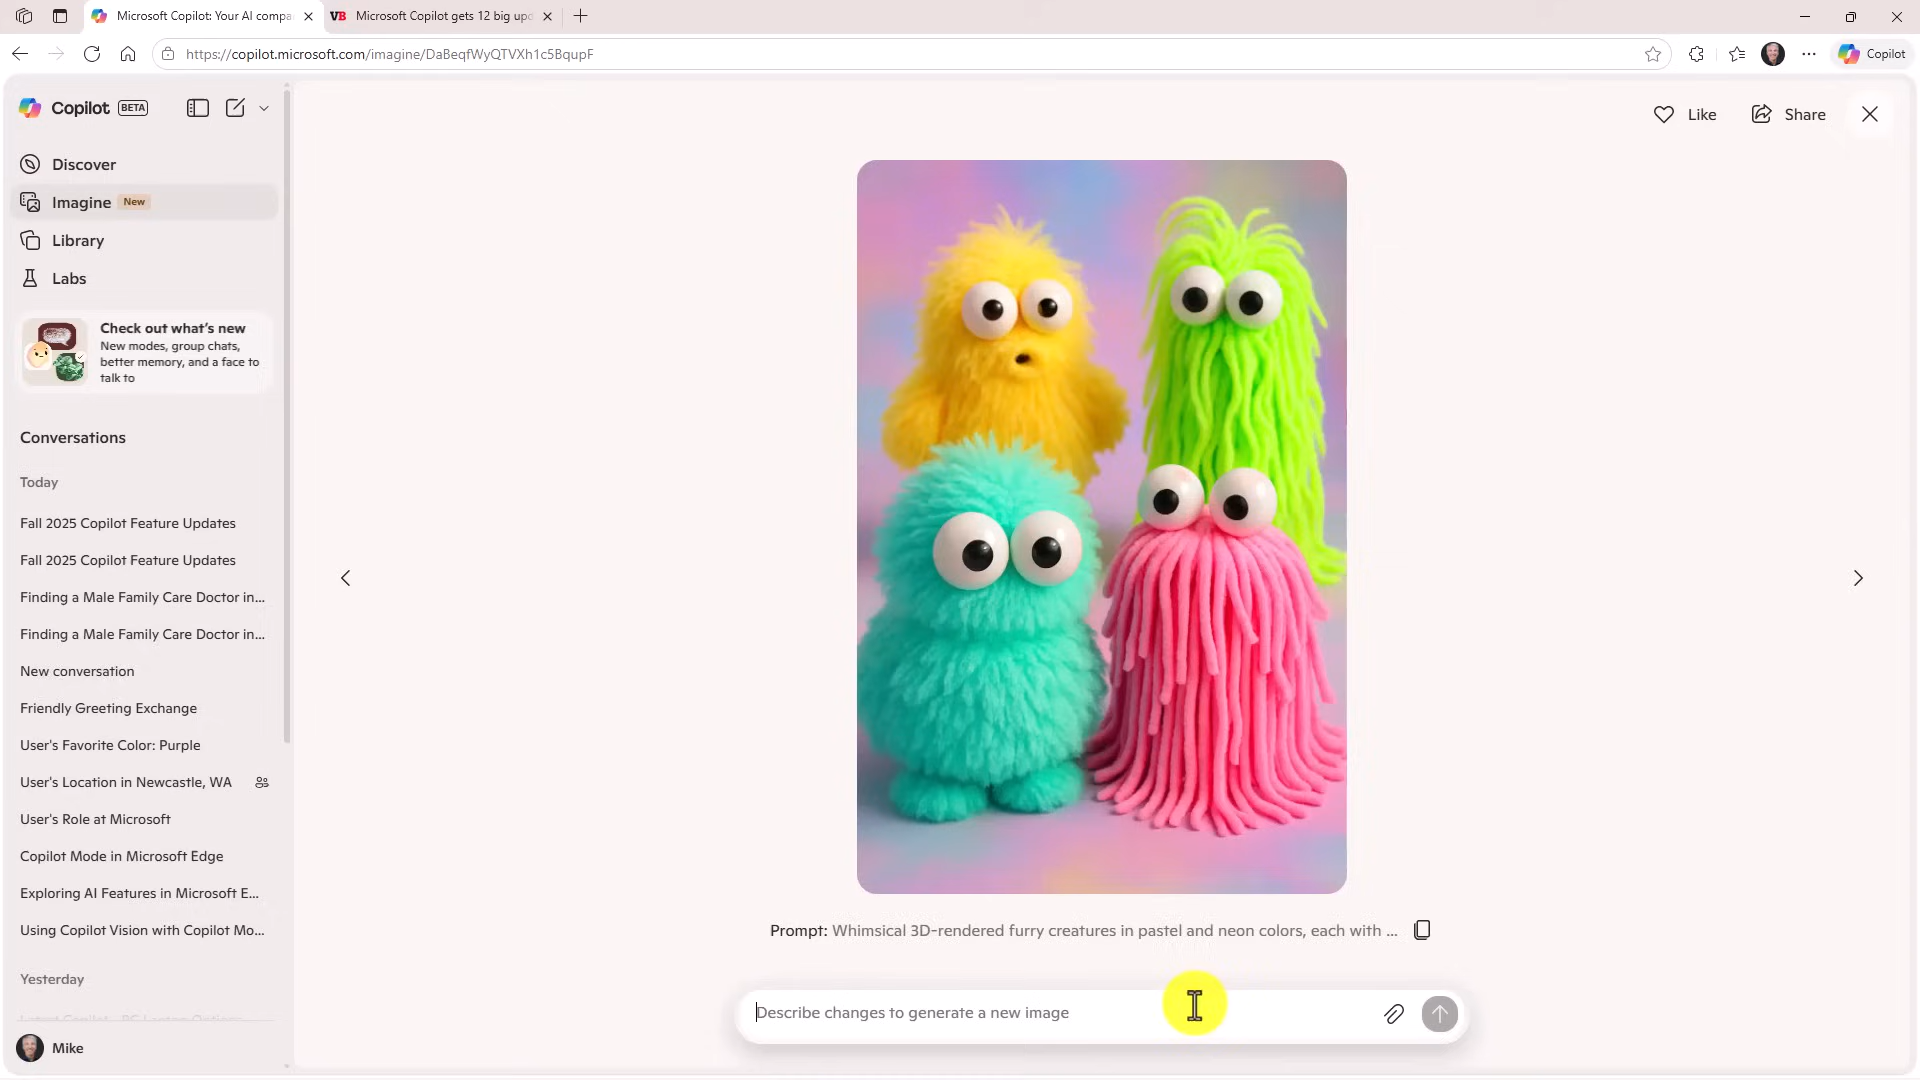 Microsoft Copilot: Your AI compa
Microsoft Copilot gets 12 big upd
https://copilot.microsoft.com/imagine/DaBeqfWyQTVXh1c5BqupF
Copilot
Copilot BETA
Like
Share
Discover
Imagine New
Library
Labs
Check out what's new
New modes, group chats,
better memory, and a face to
talk to
Conversations
Today
Fall 2025 Copilot Feature Updates
Fall 2025 Copilot Feature Updates
Finding a Male Family Care Doctor in...
Finding a Male Family Care Doctor in...
New conversation
Friendly Greeting Exchange
User's Favorite Color: Purple
User's Location in Newcastle, WA
User's Role at Microsoft
Copilot Mode in Microsoft Edge
Exploring AI Features in Microsoft E...
Using Copilot Vision with Copilot Mo...
Yesterday
Mike
Prompt: Whimsical 3D-rendered furry creatures in pastel and neon colors, each with ...
Describe changes to generate a new image